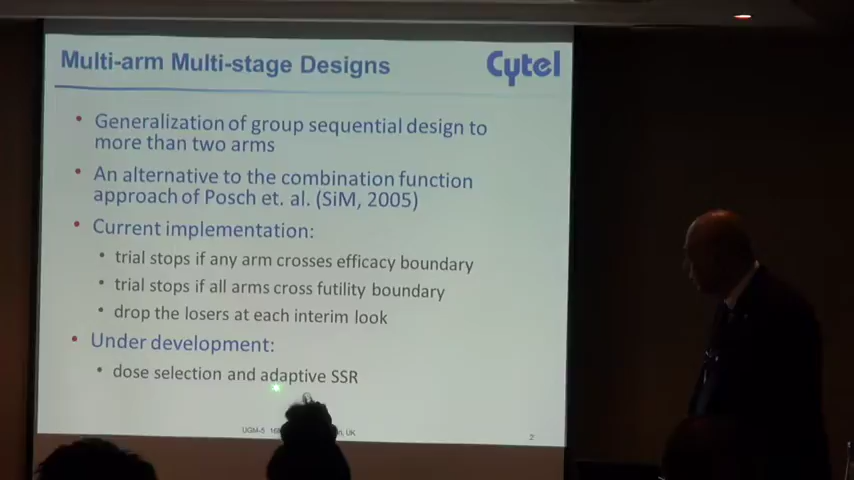 Multi-arm Multi-stage Designs
Cytel
• Generalization of group sequential design to
more than two arms
• An alternative to the combination function
approach of Posch et. al. (SiM, 2005)
• Current implementation:
• trial stops if any arm crosses efficacy boundary
• trial stops if all arms cross futility boundary
• drop the losers at each interim look
• Under development:
• dose selection and adaptive SSR
UGM-5 UK
2